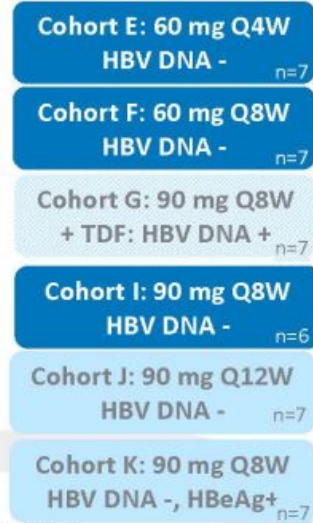 Cohort E: 60 mg Q4W
HBV DNA -
n=7
Cohort F: 60 mg Q8W
HBV DNA -
n=7
Cohort G: 90 mg Q8W
+ TDF: HBV DNA +
n=7
Cohort I: 90 mg Q8W
HBV DNA -
n=6
Cohort J: 90 mg Q12W
HBV DNA -
n=7
Cohort K: 90 mg Q8W
HBV DNA -, HBeAg+
n=7